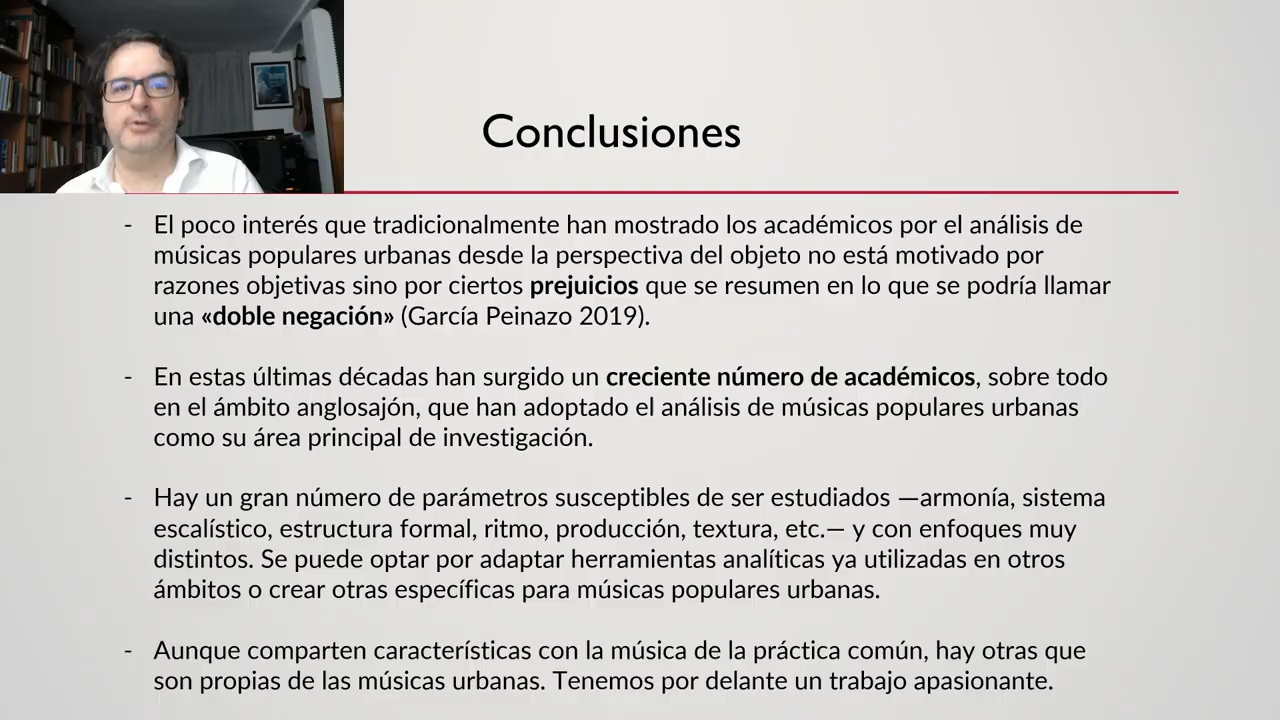 Conclusiones
- El poco interés que tradicionalmente han mostrado los académicos por el análisis de
músicas populares urbanas desde la perspectiva del objeto no está motivado por
razones objetivas sino por ciertos prejuicios que se resumen en lo que se podría llamar
una «doble negación» (García Peinazo 2019).
- En estas últimas décadas han surgido un creciente número de académicos, sobre todo
en el ámbito anglosajón, que han adoptado el análisis de músicas populares urbanas
como su área principal de investigación.
- Hay un gran número de parámetros susceptibles de ser estudiados —armonía, sistema
escalístico, estructura formal, ritmo, producción, textura, etc.— y con enfoques muy
distintos. Se puede optar por adaptar herramientas analíticas ya utilizadas en otros
ámbitos o crear otras específicas para músicas populares urbanas.
- Aunque comparten características con la música de la práctica común, hay otras que
son propias de las músicas urbanas. Tenemos por delante un trabajo apasionante.